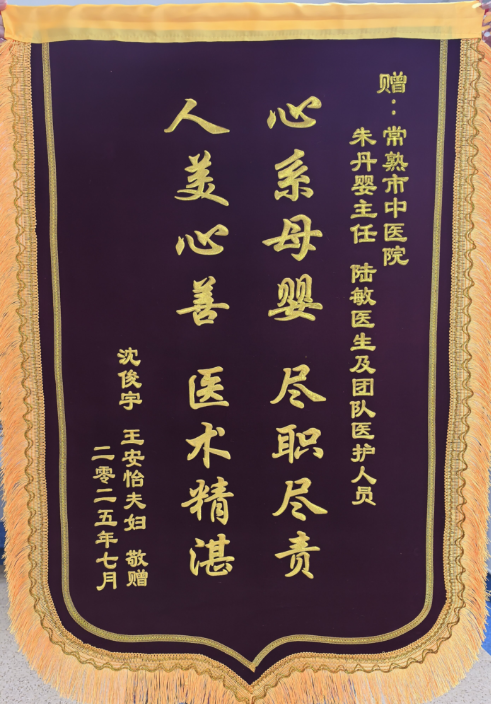 赠：常熟市中医院
朱丹婴主任 陆敏医生及团队医护人员
心系母婴 尽职尽责
人美心善 医术精湛
沈俊宇 王安怡夫妇 敬赠
二零二五年七月